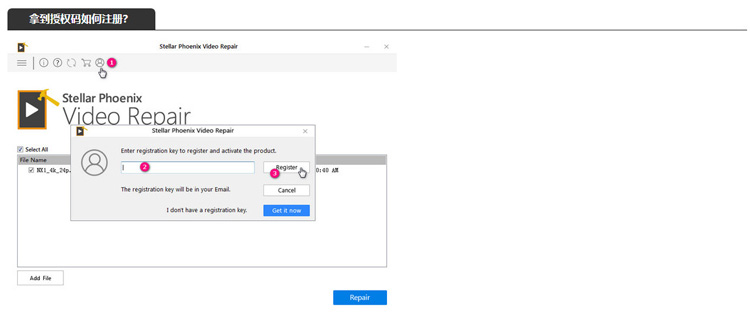 拿到授权码如何注册?
Stellar Phoenix Video Repair
1
Stellar Phoenix
Video Repair
Stellar Phoenix Video Repair
Enter registration key to register and activate the product.
2
Register
3
The registration key will be in your Email.
Cancel
I don't have a registration key.
Get it now
Select All
File Name
NX1_4k_24p.
0:40 AM
Add File
Repair